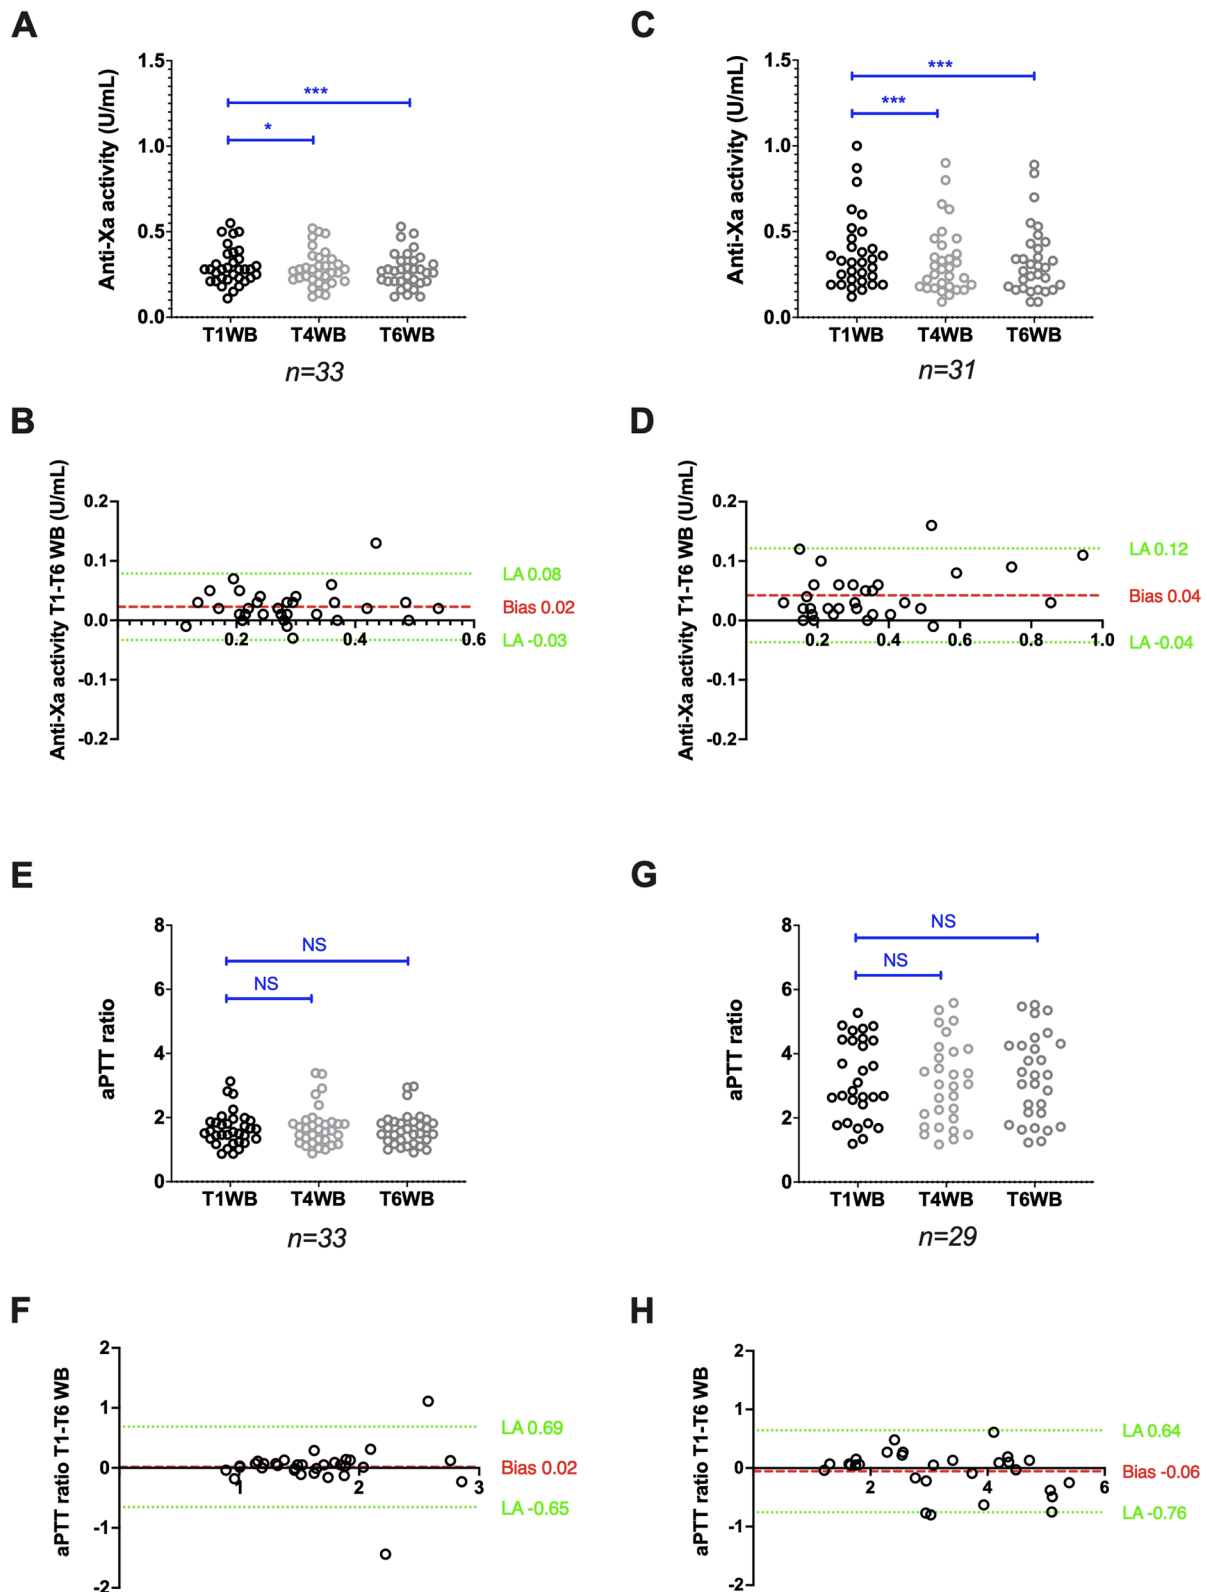 A
Anti-Xa activity (U/mL)
1.5
1.0
0.5
0.0
***
*
T1WB T4WB T6WB
n=33
C
Anti-Xa activity (U/mL)
1.5
1.0
0.5
0.0
***
***
T1WB T4WB T6WB
n=31
B
Anti-Xa activity T1-T6 WB (U/mL)
0.2
0.1
0.0
-0.1
-0.2
0.2 0.4 0.6
LA 0.08
Bias 0.02
LA -0.03
D
Anti-Xa activity T1-T6 WB (U/mL)
0.2
0.1
0.0
-0.1
-0.2
0.2 0.4 0.6 0.8 1.0
LA 0.12
Bias 0.04
LA -0.04
E
aPTT ratio
8
6
4
2
0
NS
NS
T1WB T4WB T6WB
n=33
G
aPTT ratio
8
6
4
2
0
NS
NS
T1WB T4WB T6WB
n=29
F
aPTT ratio T1-T6 WB
2
1
0
-1
-2
1 2 3
LA 0.69
Bias 0.02
LA -0.65
H
aPTT ratio T1-T6 WB
2
1
0
-1
-2
2 4 6
LA 0.64
Bias -0.06
LA -0.76